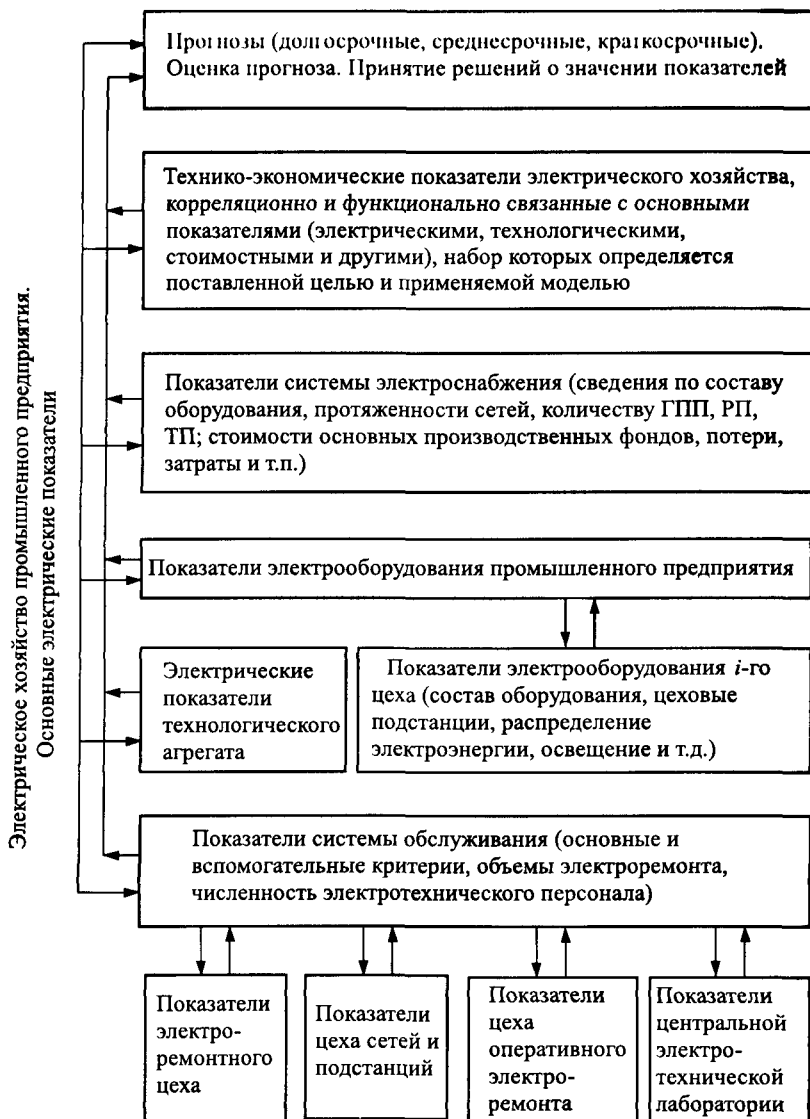 Электрическое хозяйство промышленного предприятия.
Основные электрические показатели
Прогнозы (долгосрочные, среднесрочные, краткосрочные).
Оценка прогноза. Принятие решений о значении показателей
Технико-экономические показатели электрического хозяйства,
корреляционно и функционально связанные с основными
показателями (электрическими, технологическими,
стоимостными и другими), набор которых определяется
поставленной целью и применяемой моделью
Показатели системы электроснабжения (сведения по составу
оборудования, протяженности сетей, количеству ГПП, РП,
ТП; стоимости основных производственных фондов, потери,
затраты и т.п.)
Показатели электрооборудования промышленного предприятия
Электрические
показатели
технологического
агрегата
Показатели электрооборудования i-го
цеха (состав оборудования, цеховые
подстанции, распределение
электроэнергии, освещение и т.д.)
Показатели системы обслуживания (основные и
вспомогательные критерии, объемы электроремонта,
численность электротехнического персонала)
Показатели
электро-
ремонтного
цеха
Показатели
цеха сетей и
подстанций
Показатели
цеха
оперативного
электро-
ремонта
Показатели
центральной
электро-
технической
лаборатории